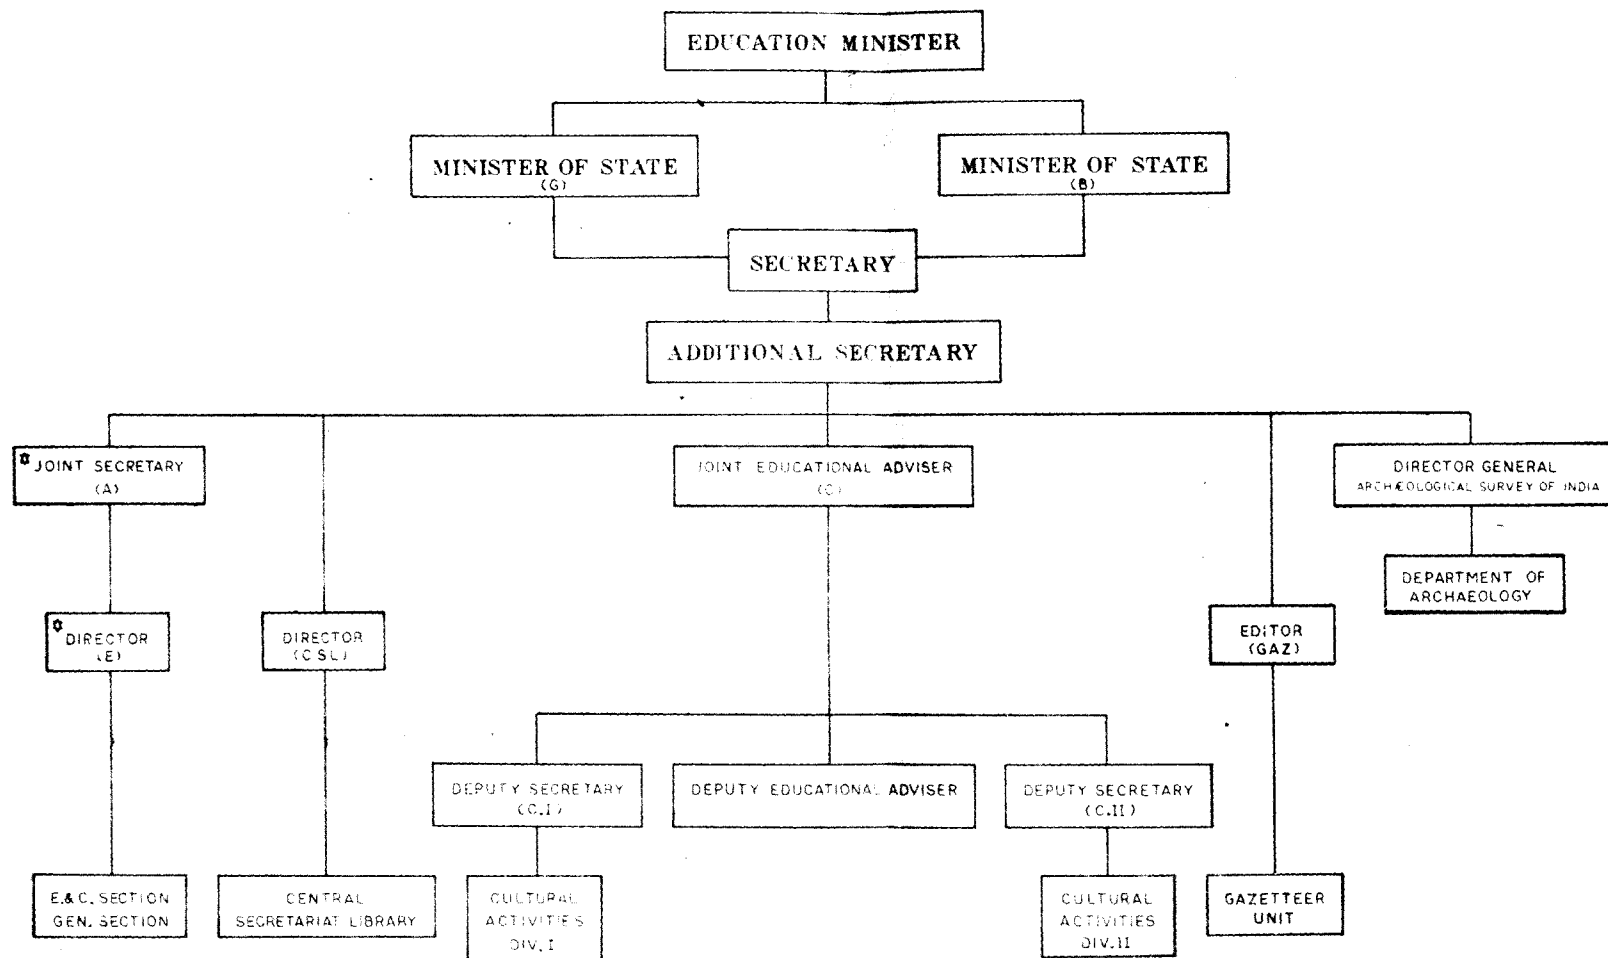 EDUCATION MINISTER
MINISTER OF STATE
(G)
MINISTER OF STATE
(B)
SECRETARY
ADDITIONAL SECRETARY
✡ JOINT SECRETARY
(A)
JOINT EDUCATIONAL ADVISER
(C)
DIRECTOR GENERAL
ARCHÆOLOGICAL SURVEY OF INDIA
DEPARTMENT OF
ARCHAEOLOGY
✡ DIRECTOR
(E)
DIRECTOR
(CSL)
EDITOR
(GAZ)
DEPUTY SECRETARY
(C.I)
DEPUTY EDUCATIONAL ADVISER
DEPUTY SECRETARY
(C.II)
E.&C. SECTION
GEN. SECTION
CENTRAL
SECRETARIAT LIBRARY
CULTURAL
ACTIVITIES
DIV. I
CULTURAL
ACTIVITIES
DIV. II
GAZETTEER
UNIT